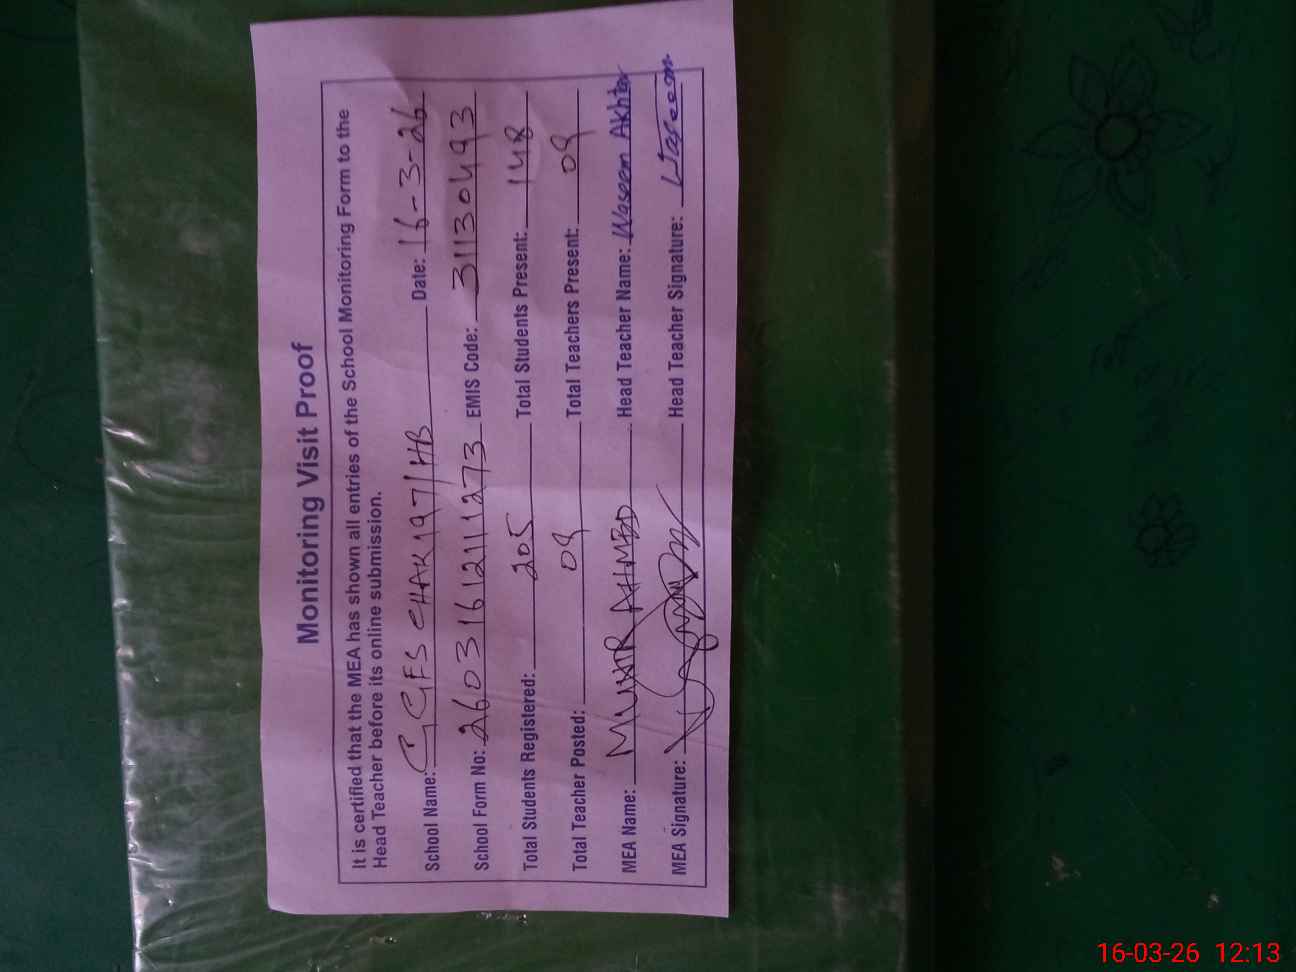 Monitoring Visit Proof
It is certified that the MEA has shown all entries of the School Monitoring Form to the
Head Teacher before its online submission.
School Name: GGES CHAK 197/HB Date: 16-3-26
School Form No: 26031612111273 EMIS Code: 31130493
Total Students Registered: 205 Total Students Present: 148
Total Teacher Posted: 09 Total Teachers Present: 09
MEA Name: MUNIR AHMED Head Teacher Name: Waseem Akhtar
MEA Signature: Head Teacher Signature: Waseem
16-03-26 12:13